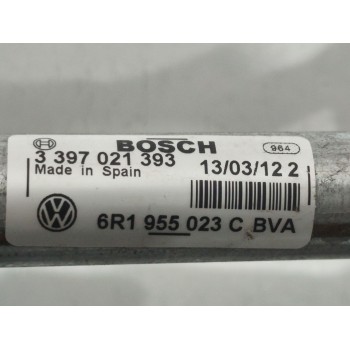 BOSCH 964
3 397 021 393
Made in Spain 13/03/12 2
6R1 955 023 C BVA